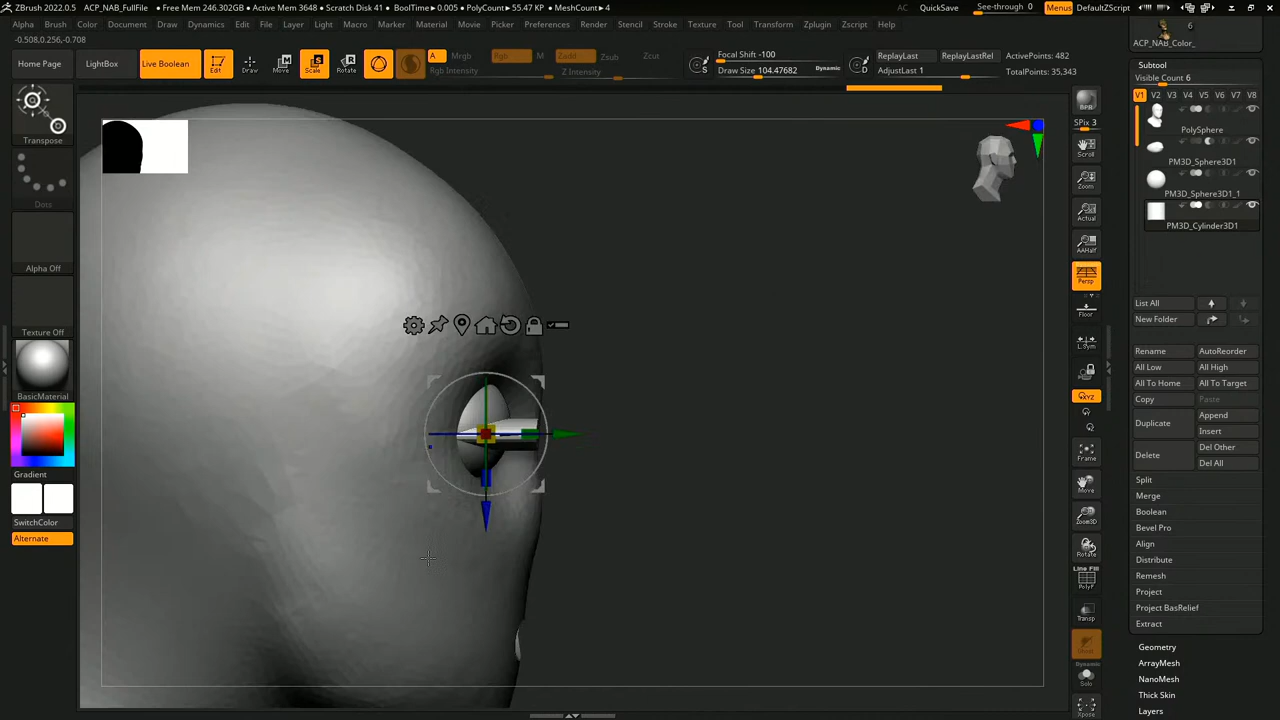 ZBrush 2022.0.5 ACP_NAB_FullFile • Free Mem 246.302GB • Active Mem 3648 • Scratch Disk 41 • BoolTime▶0.005 • PolyCount▶55.47 KP • MeshCount▶4 AC QuickSave See-through 0 Menus DefaultZScript
Alpha Brush Color Document Draw Dynamics Edit File Geometry Layer Light Macro Marker Material Movie Picker Preferences Render Stencil Stroke Texture Tool Transform Zplugin Zscript Help
-0.508,0.256,-0.708
Home Page
LightBox
Live Boolean
Edit
Draw
Move
Scale
Rotate
A
Mrgb
Rgb
M
Rgb Intensity
Zadd
Zsub
Zcut
Z Intensity
S
Focal Shift -100
Draw Size 104.47682
Dynamic
D
ReplayLast
ReplayLastRel
AdjustLast 1
ActivePoints: 482
TotalPoints: 35,343
Transpose
Dots
Alpha Off
Texture Off
BasicMaterial
Gradient
SwitchColor
Alternate
BPR
SPix 3
Scroll
Zoom
Actual
AAHalf
Persp
Floor
L.Sym
XYZ
Frame
Move
Zoom3D
Rotate
Line Fill
PolyF
Transp
Dynamic
Solo
Xpose
6
ACP_NAB_Color_
Subtool
Visible Count 6
V1 V2 V3 V4 V5 V6 V7 V8
PolySphere
PM3D_Sphere3D1
PM3D_Sphere3D1_1
PM3D_Cylinder3D1
List All
New Folder
Rename AutoReorder
All Low All High
All To Home All To Target
Copy Paste
Duplicate
Append
Insert
Delete
Del Other
Del All
Split
Merge
Boolean
Bevel Pro
Align
Distribute
Remesh
Project
Project BasRelief
Extract
Geometry
ArrayMesh
NanoMesh
Thick Skin
Layers